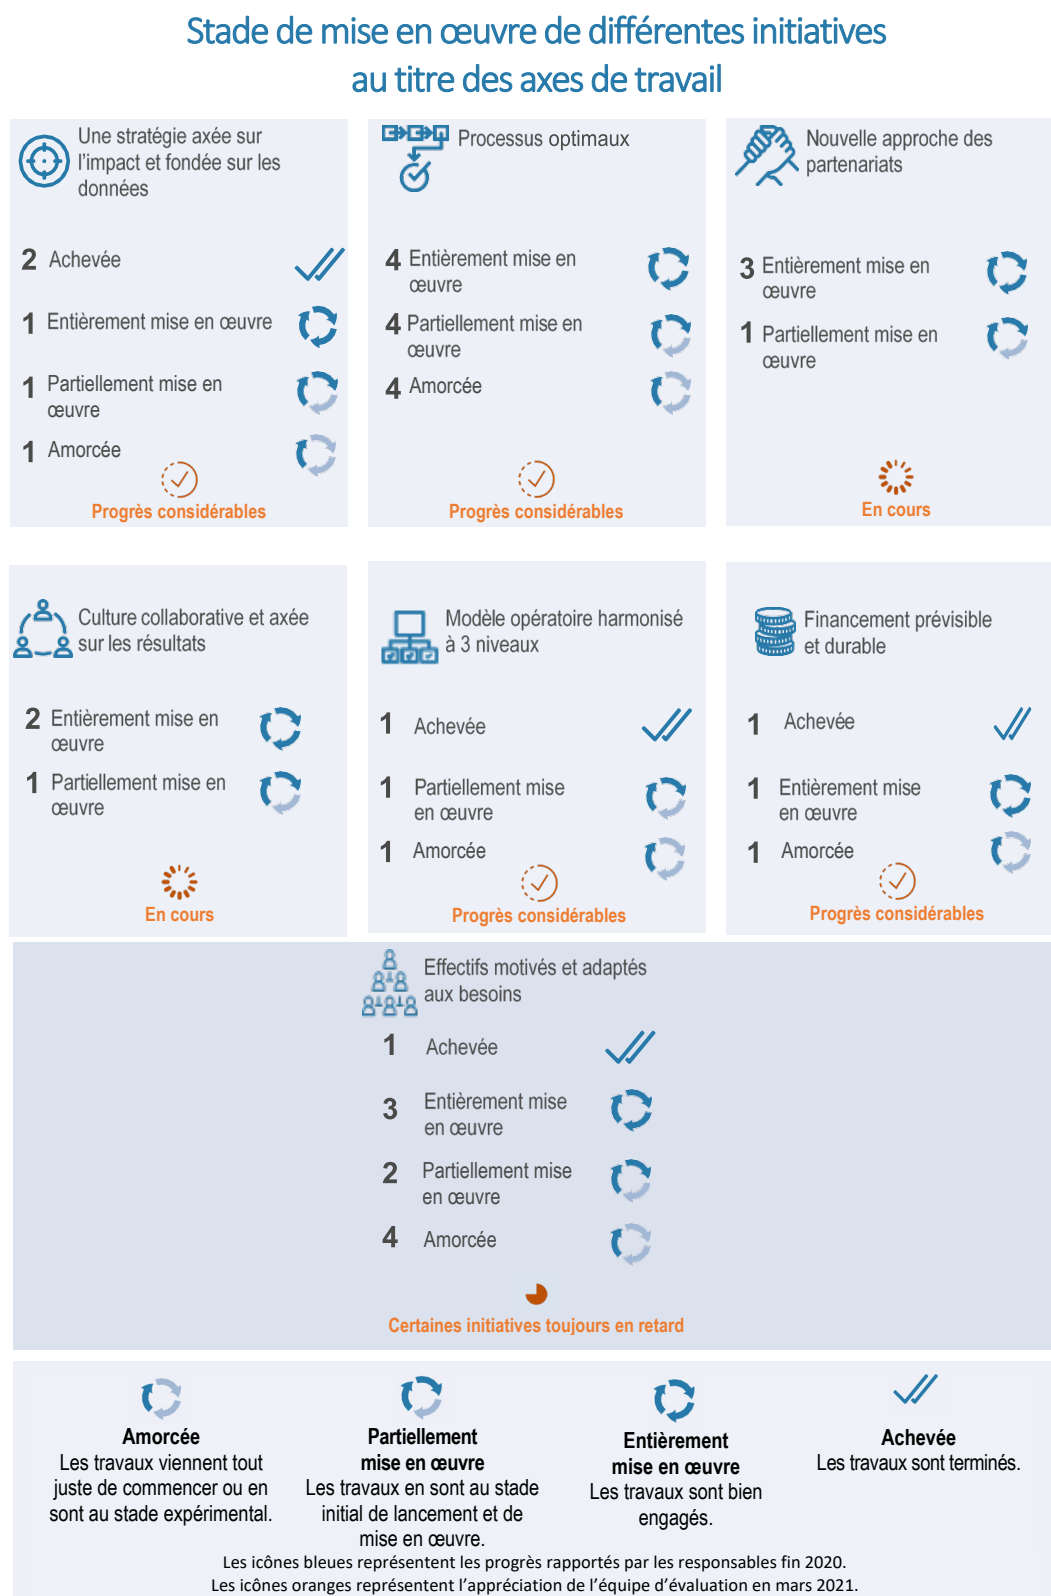 Stade de mise en œuvre de différentes initiatives
au titre des axes de travail
Une stratégie axée sur
l'impact et fondée sur les
données
2 Achevée
1 Entièrement mise en œuvre
1 Partiellement mise en
œuvre
1 Amorcée
Progrès considérables
Processus optimaux
4 Entièrement mise en
œuvre
4 Partiellement mise en
œuvre
4 Amorcée
Progrès considérables
Nouvelle approche des
partenariats
3 Entièrement mise en
œuvre
1 Partiellement mise en
œuvre
En cours
Culture collaborative et axée
sur les résultats
2 Entièrement mise en
œuvre
1 Partiellement mise en
œuvre
En cours
Modèle opératoire harmonisé
à 3 niveaux
1 Achevée
1 Partiellement mise
en œuvre
1 Amorcée
Progrès considérables
Financement prévisible
et durable
1 Achevée
1 Entièrement mise
en œuvre
1 Amorcée
Progrès considérables
Effectifs motivés et adaptés
aux besoins
1 Achevée
3 Entièrement mise
en œuvre
2 Partiellement mise
en œuvre
4 Amorcée
Certaines initiatives toujours en retard
Amorcée
Les travaux viennent tout
juste de commencer ou en
sont au stade expérimental.
Partiellement
mise en œuvre
Les travaux en sont au stade
initial de lancement et de
mise en œuvre.
Entièrement
mise en œuvre
Les travaux sont bien
engagés.
Achevée
Les travaux sont terminés.
Les icônes bleues représentent les progrès rapportés par les responsables fin 2020.
Les icônes oranges représentent l'appréciation de l'équipe d'évaluation en mars 2021.